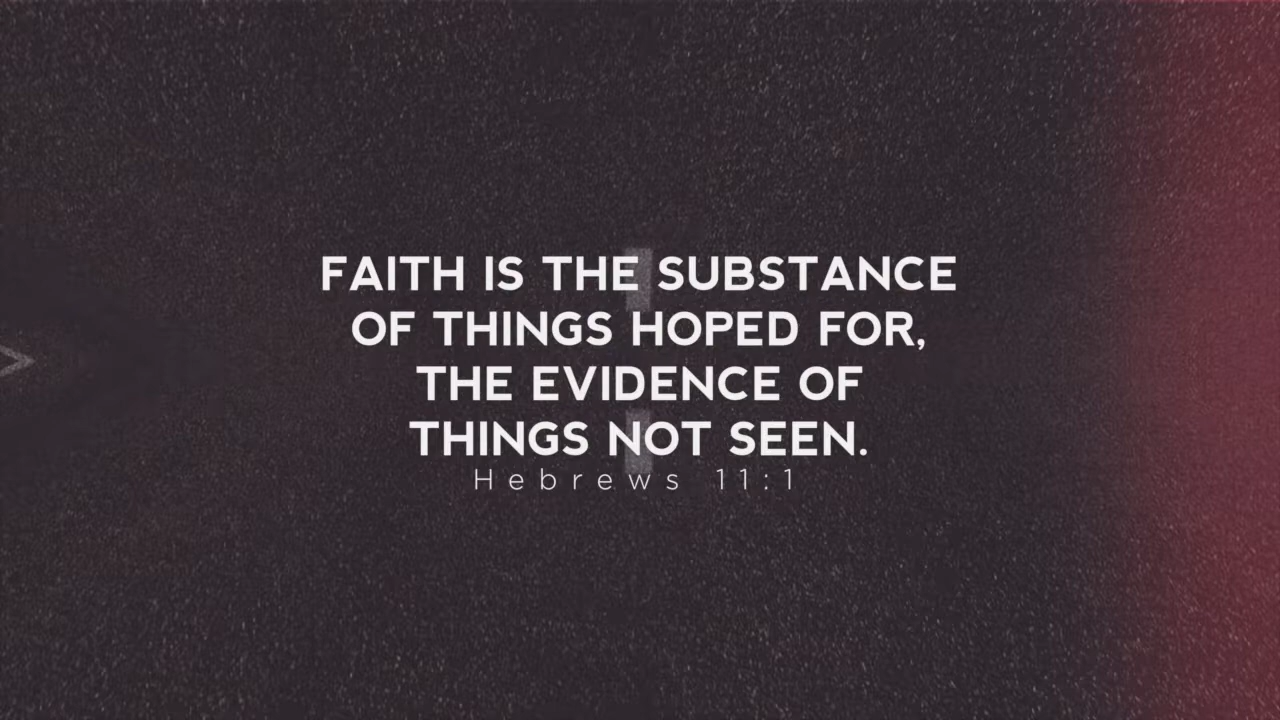 FAITH IS THE SUBSTANCE
OF THINGS HOPED FOR,
THE EVIDENCE OF
THINGS NOT SEEN.
Hebrews 11:1